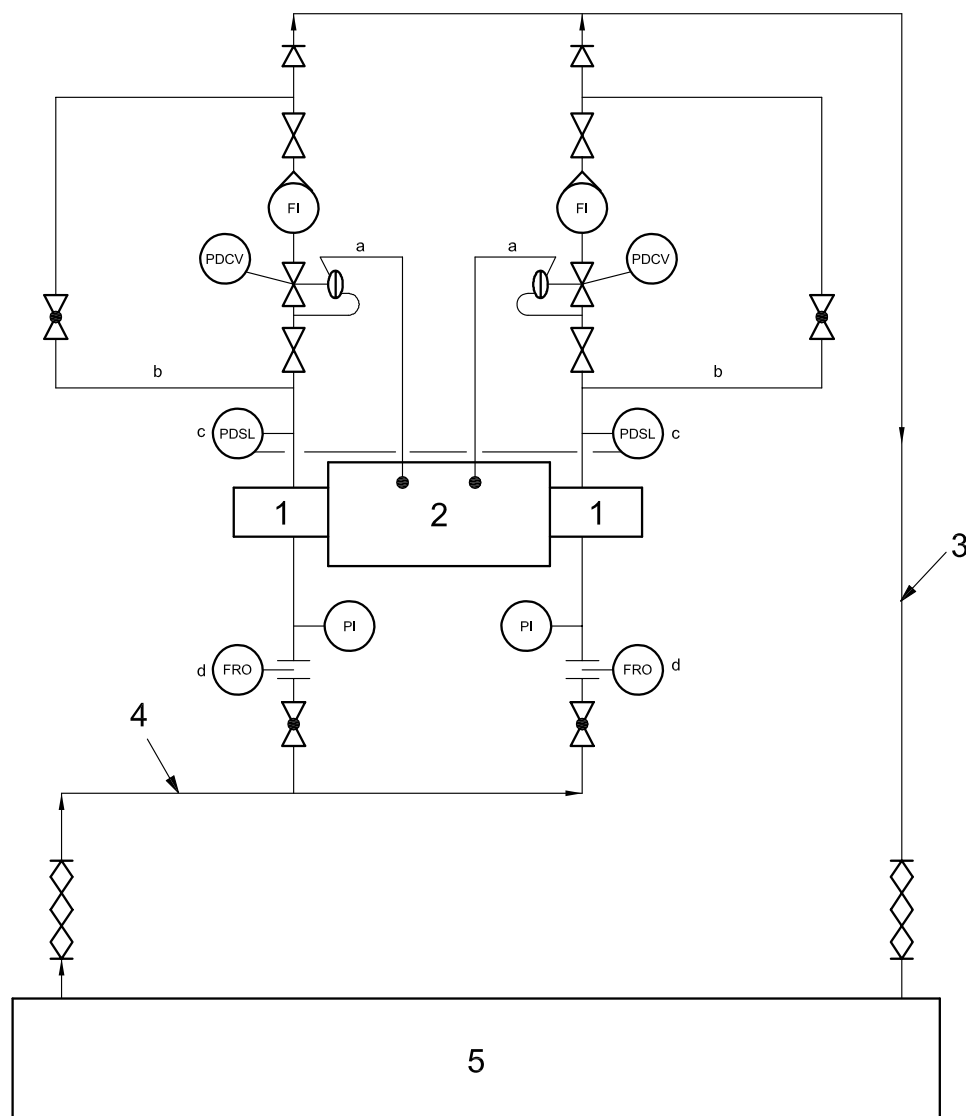 FI FI
a a
PDCV PDCV
b b
c PDSL PDSL c
1 2 1
3
PI PI
d FRO FRO d
4
5